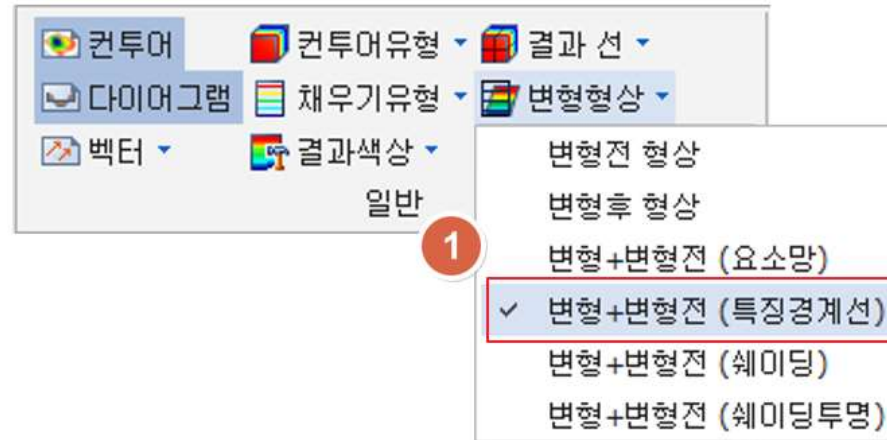 컨투어 컨투어유형 결과 선
다이어그램 채우기유형 변형형상
벡터 결과색상
일반
1
변형전 형상
변형후 형상
변형+변형전 (요소망)
변형+변형전 (특징경계선)
변형+변형전 (쉐이딩)
변형+변형전 (쉐이딩투명)